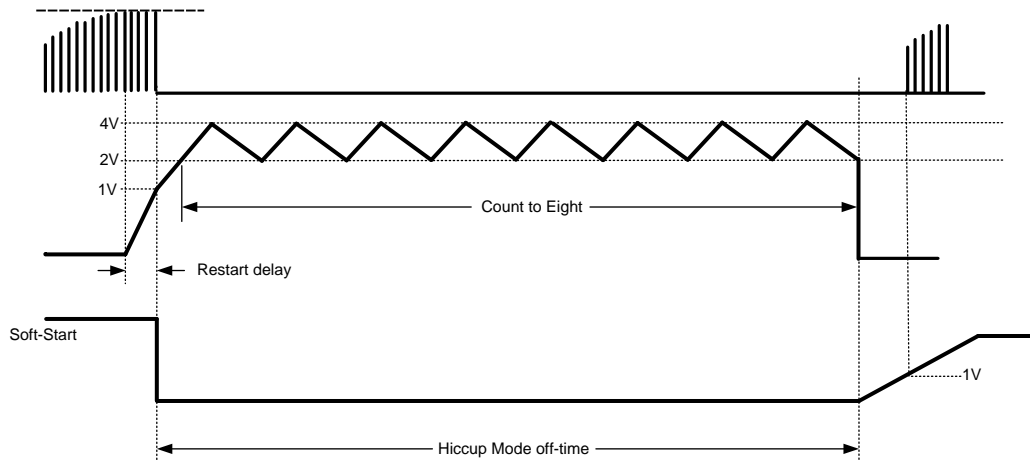 4V
2V
1V
Count to Eight
Restart delay
Soft-Start
1V
Hiccup Mode off-time